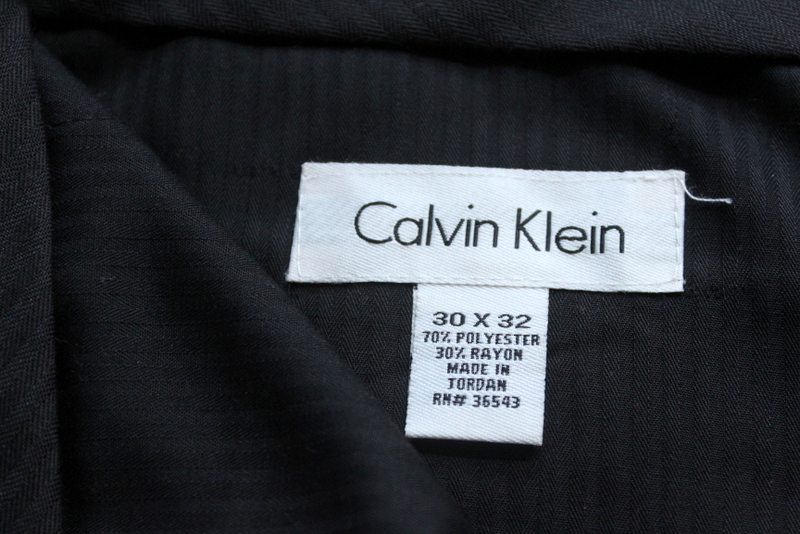 Calvin Klein
30 X 32
70% POLYESTER
30% RAYON
MADE IN
TORDAN
RN# 36543